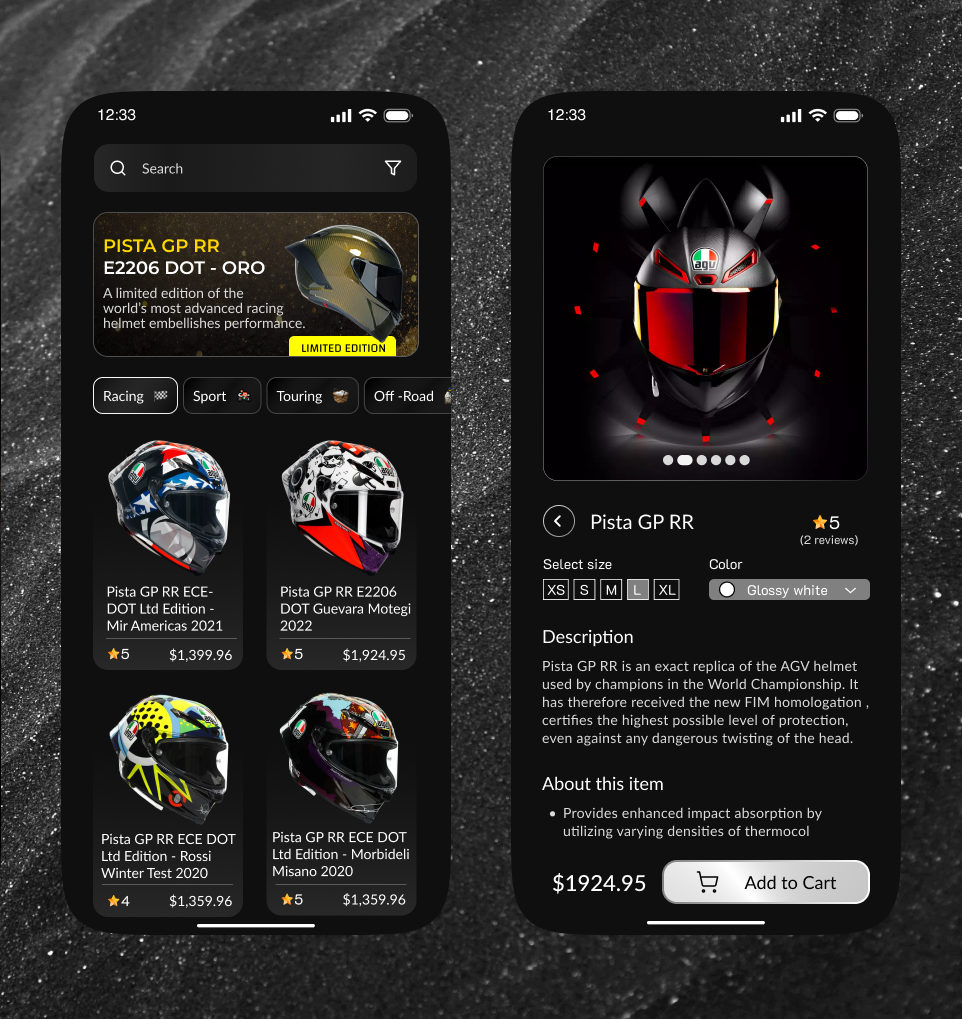 12:33
Search
PISTA GP RR
E2206 DOT - ORO
A limited edition of the
world's most advanced racing
helmet embellishes performance.
LIMITED EDITION
Racing
Sport
Touring
Off -Road
Pista GP RR ECE-
DOT Ltd Edition -
Mir Americas 2021
5
$1,399.96
Pista GP RR E2206
DOT Guevara Motegi
2022
5
$1,924.95
Pista GP RR ECE DOT
Ltd Edition - Rossi
Winter Test 2020
4
$1,359.96
Pista GP RR ECE DOT
Ltd Edition - Morbideli
Misano 2020
5
$1,359.96
12:33
agv
Pista GP RR
5
(2 reviews)
Select size
XS S M L XL
Color
Glossy white
Description
Pista GP RR is an exact replica of the AGV helmet
used by champions in the World Championship. It
has therefore received the new FIM homologation ,
certifies the highest possible level of protection,
even against any dangerous twisting of the head.
About this item
• Provides enhanced impact absorption by
utilizing varying densities of thermocol
$1924.95
Add to Cart